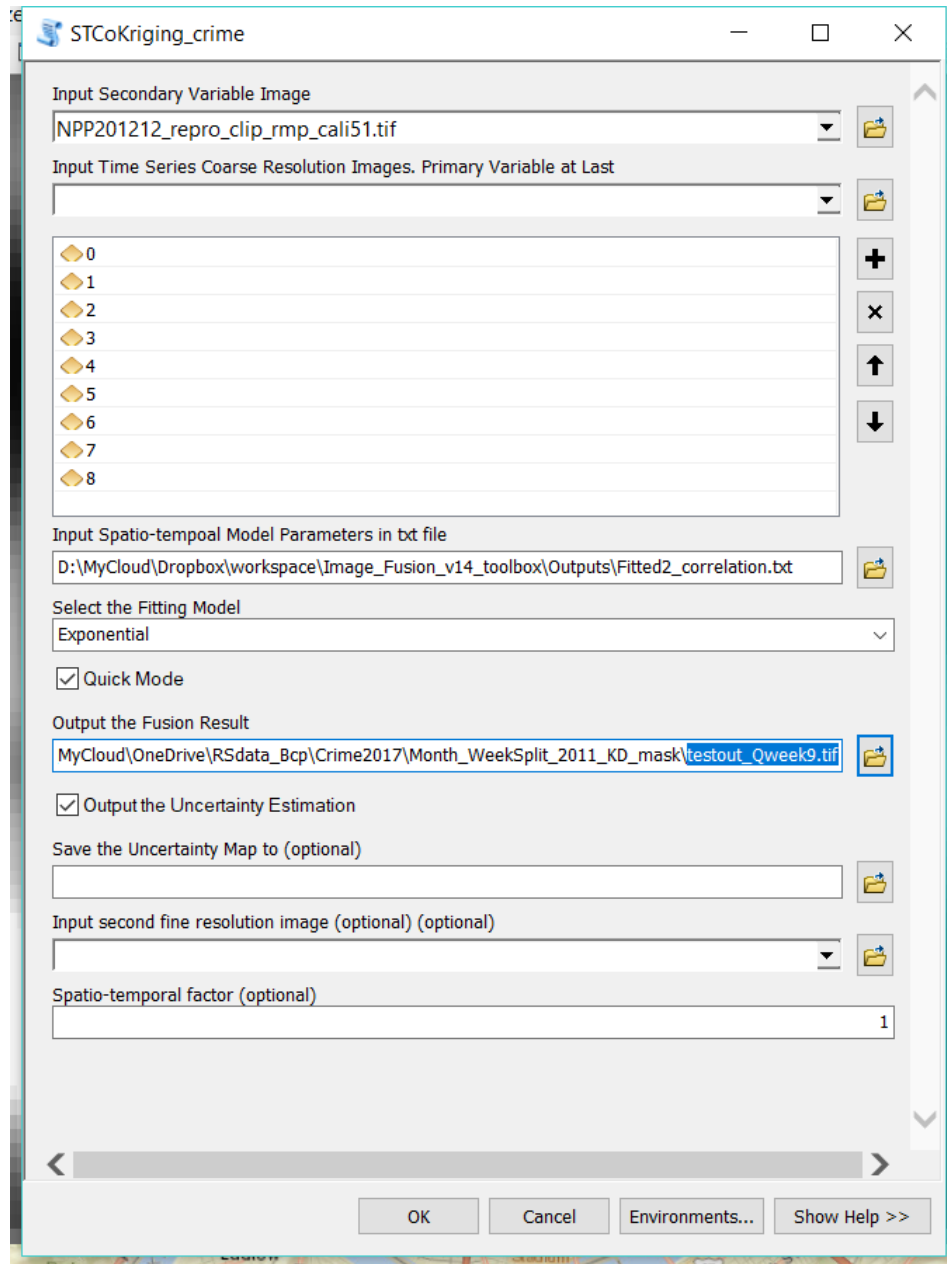 STCoKriging_crime
Input Secondary Variable Image
NPP201212_repro_clip_rmp_cali51.tif
Input Time Series Coarse Resolution Images. Primary Variable at Last
0
1
2
3
4
5
6
7
8
Input Spatio-tempoal Model Parameters in txt file
D:\MyCloud\Dropbox\workspace\Image_Fusion_v14_toolbox\Outputs\Fitted2_correlation.txt
Select the Fitting Model
Exponential
Quick Mode
Output the Fusion Result
MyCloud\OneDrive\RSdata_Bcp\Crime2017\Month_WeekSplit_2011_KD_mask\testout_Qweek9.tif
Output the Uncertainty Estimation
Save the Uncertainty Map to (optional)
Input second fine resolution image (optional) (optional)
Spatio-temporal factor (optional)
1
OK Cancel Environments... Show Help >>